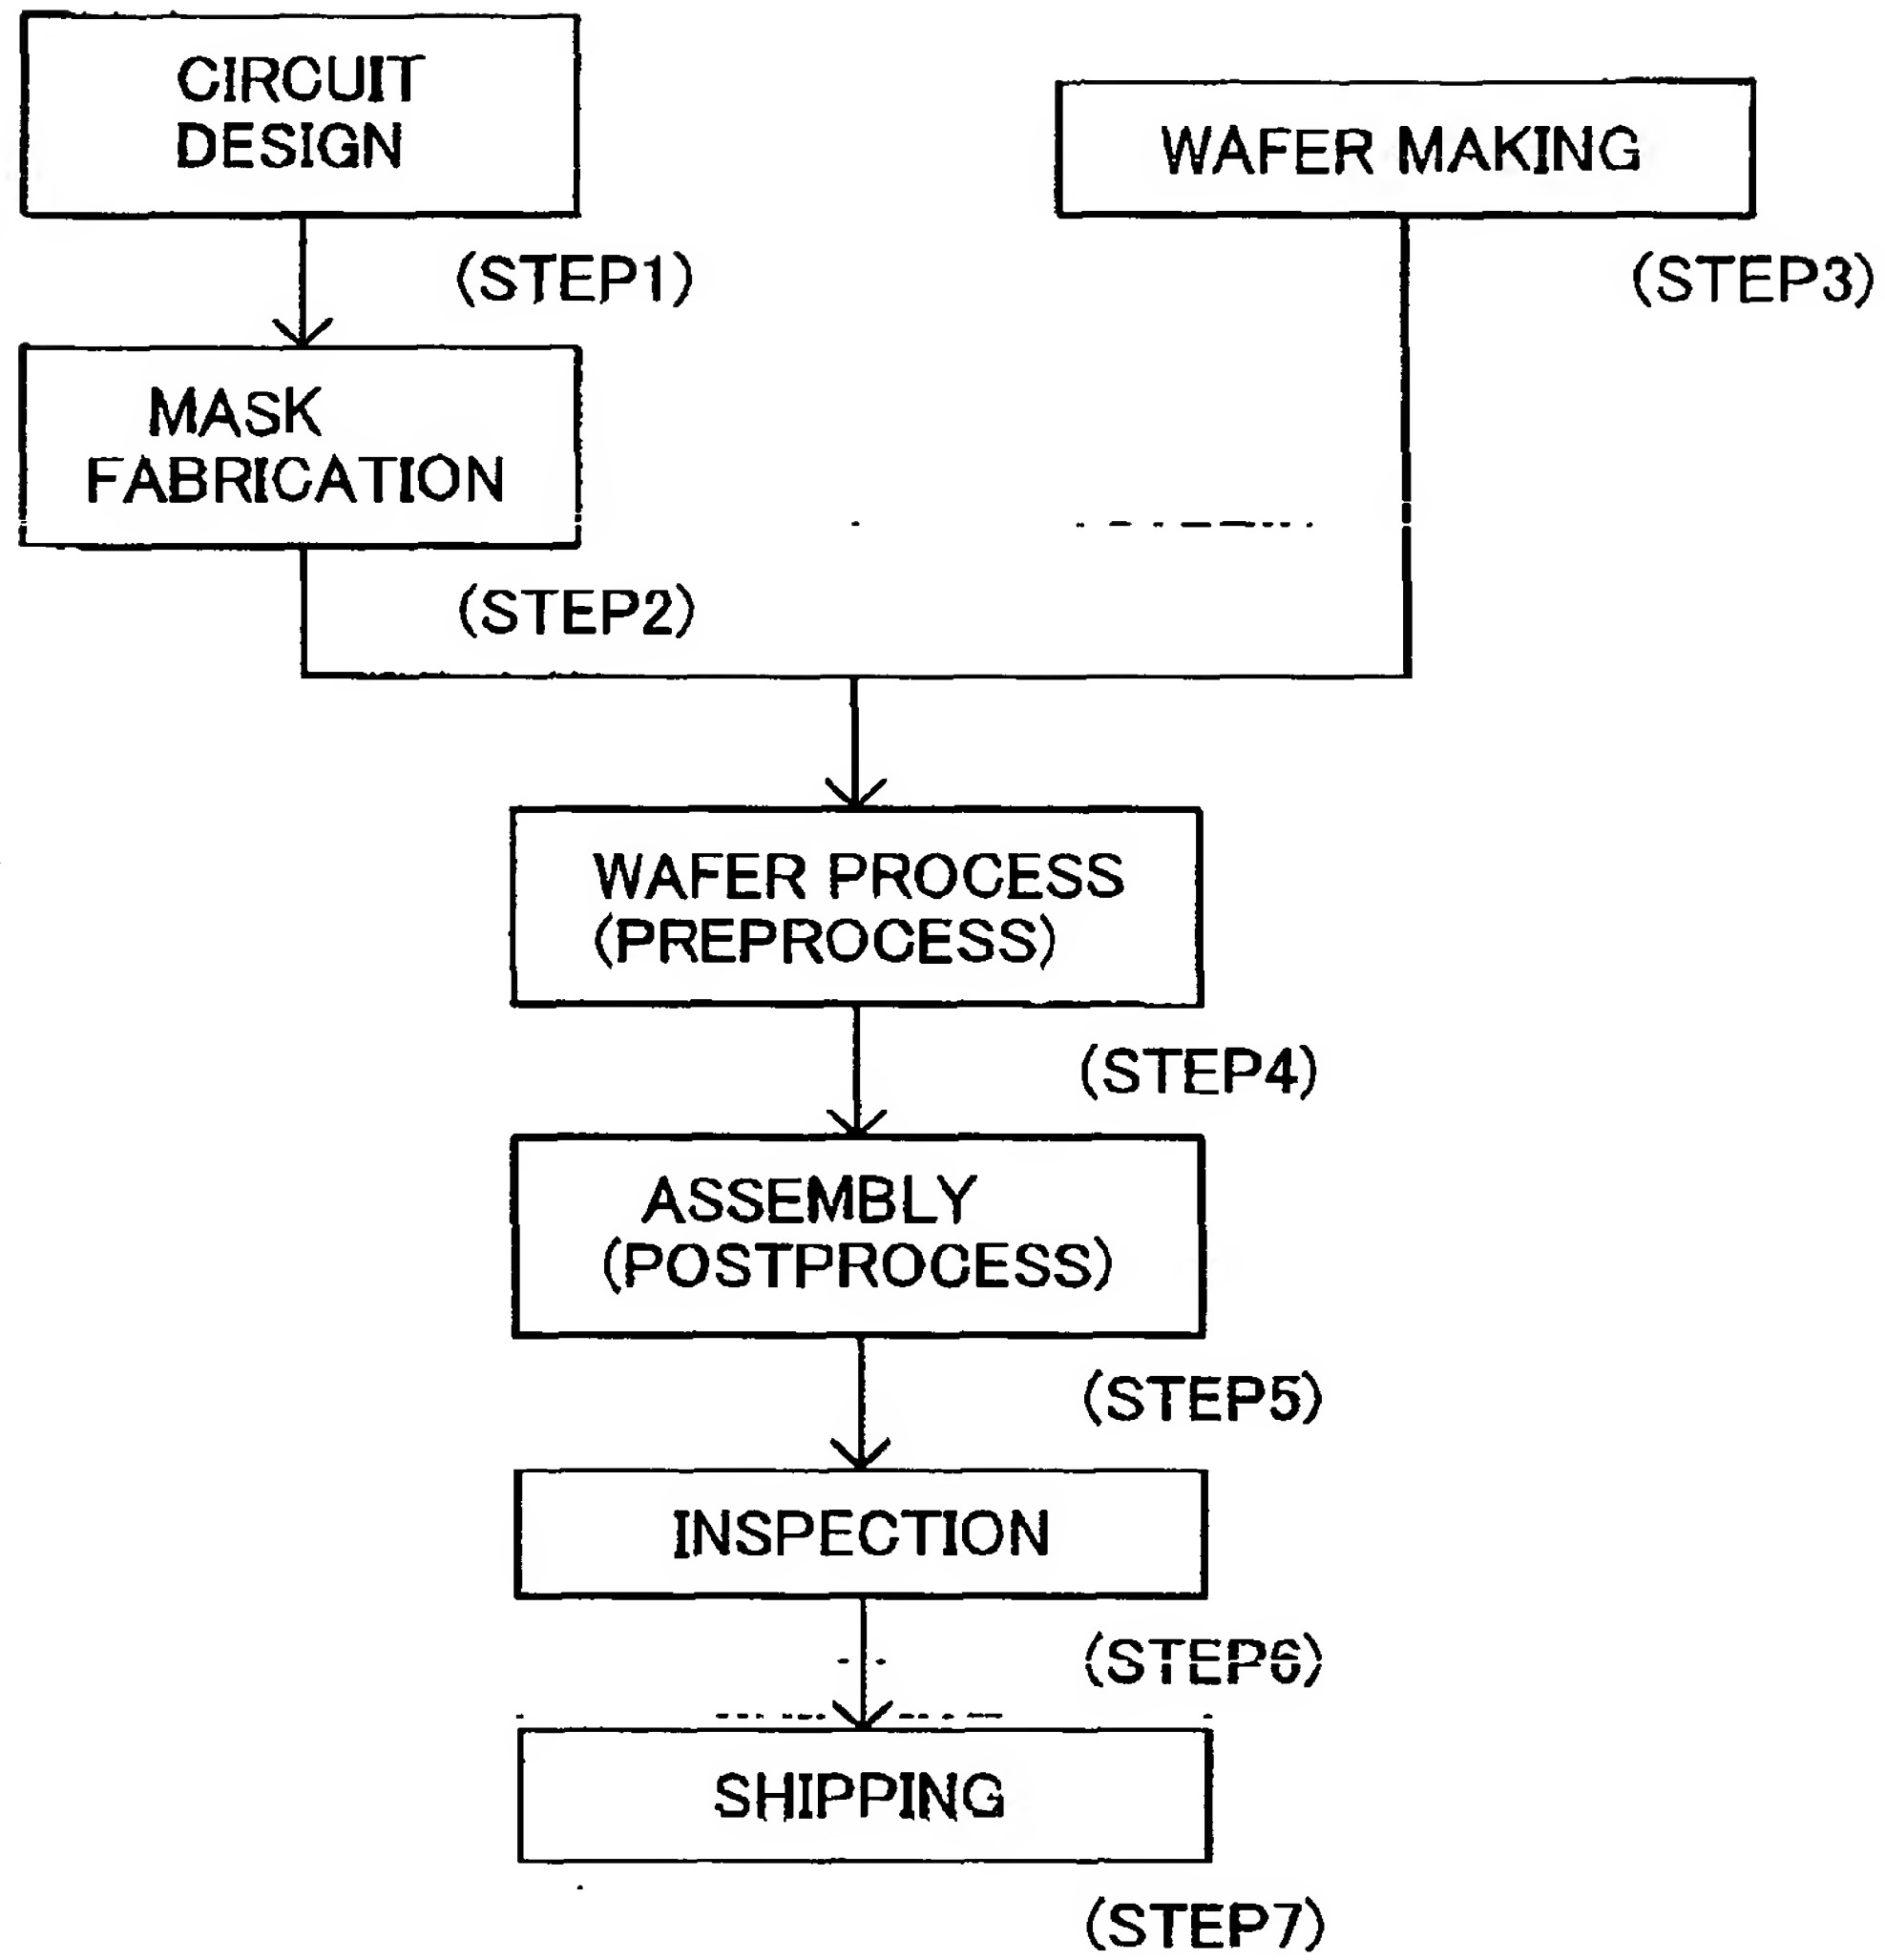 CIRCUIT
DESIGN
(STEP1)
WAFER MAKING
(STEP3)
MASK
FABRICATION
(STEP2)
WAFER PROCESS
(PREPROCESS)
(STEP4)
ASSEMBLY
(POSTPROCESS)
(STEP5)
INSPECTION
(STEP6)
SHIPPING
(STEP7)